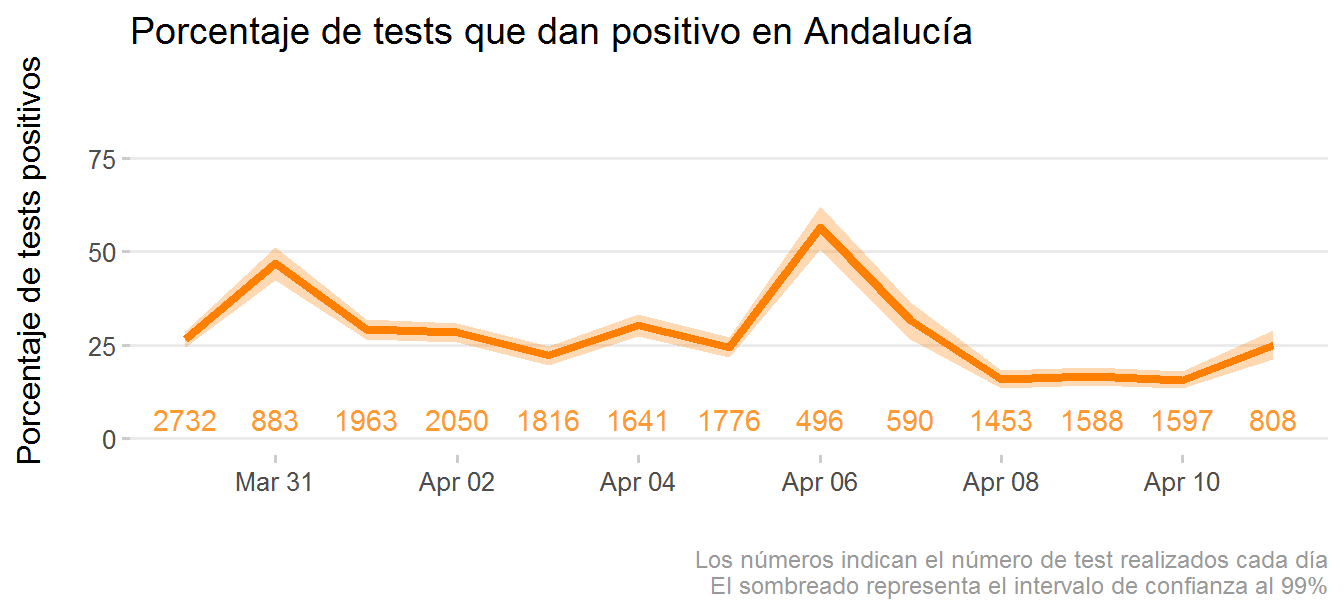 Porcentaje de tests que dan positivo en Andalucía
Porcentaje de tests positivos
75
50
25
0
2732 883 1963 2050 1816 1641 1776 496 590 1453 1588 1597 808
Mar 31 Apr 02 Apr 04 Apr 06 Apr 08 Apr 10
Los números indican el número de test realizados cada día
El sombreado representa el intervalo de confianza al 99%